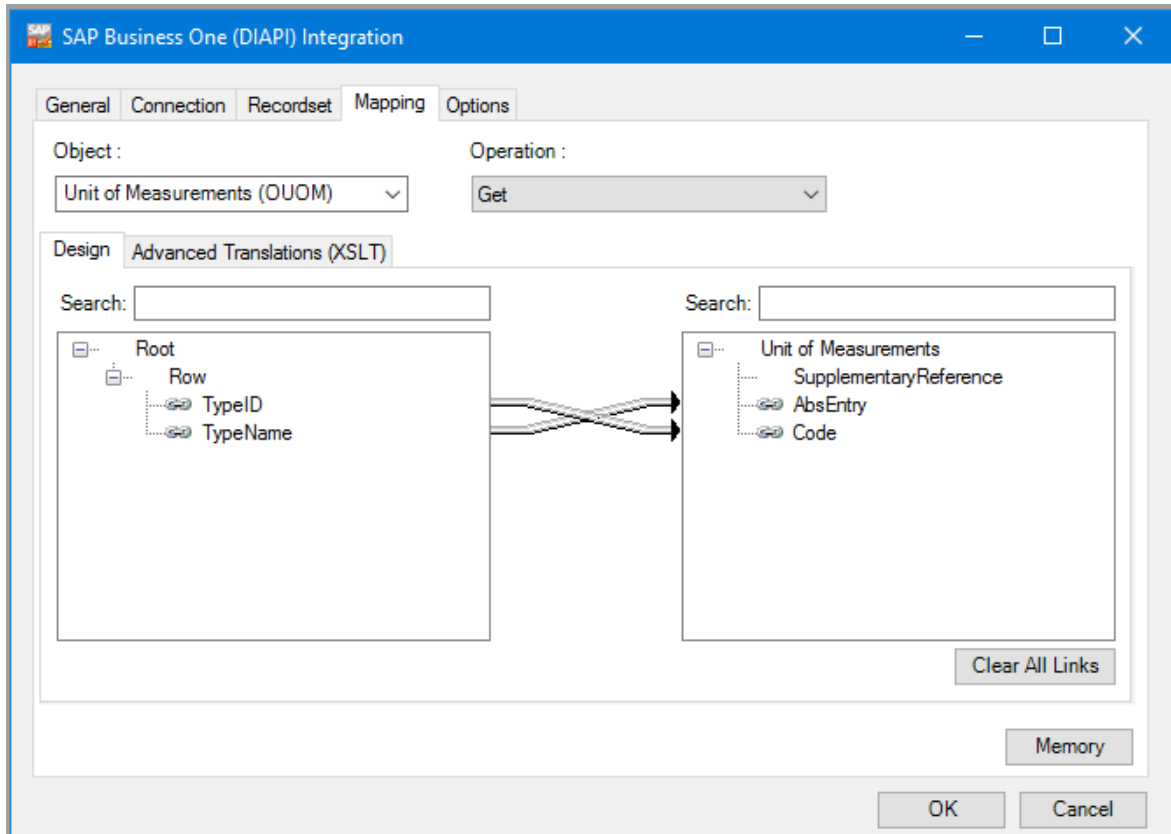 SAP Business One (DIAPI) Integration
General Connection Recordset Mapping Options
Object : Operation :
Unit of Measurements (OUOM) Get
Design Advanced Translations (XSLT)
Search: Search:
Root Unit of Measurements
Row SupplementaryReference
TypeID AbsEntry
TypeName Code
Clear All Links
Memory
OK Cancel